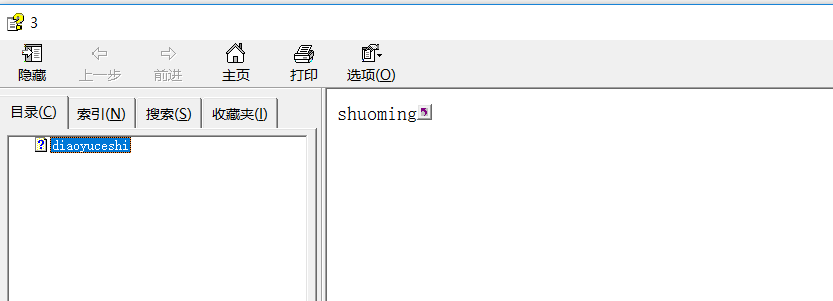 3
隐藏 上一步 前进 主页 打印 选项(O)
目录(C) 索引(N) 搜索(S) 收藏夹(I)
diaoyuceshi
shuoming